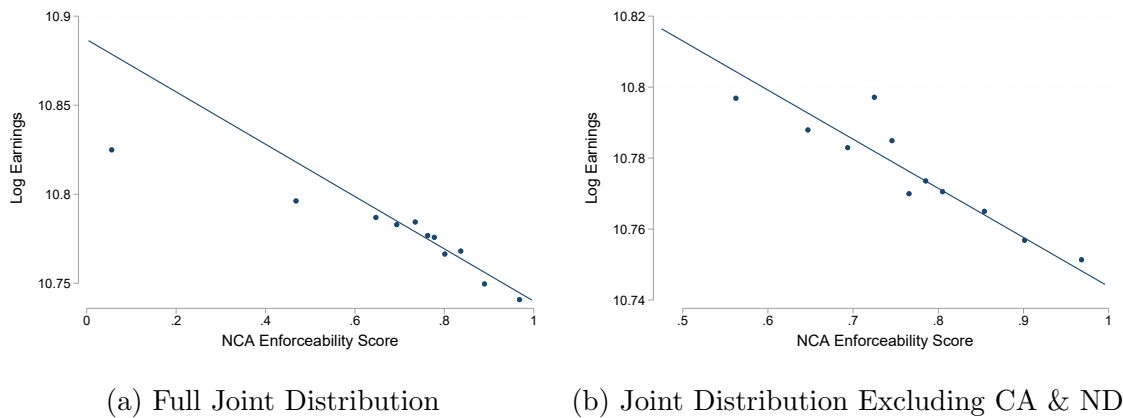 10.9
10.85
10.8
10.75
Log Earnings
0 .2 .4 .6 .8 1
NCA Enforceability Score
(a) Full Joint Distribution
10.82
10.8
10.78
10.76
10.74
Log Earnings
.5 .6 .7 .8 .9 1
NCA Enforceability Score
(b) Joint Distribution Excluding CA & ND